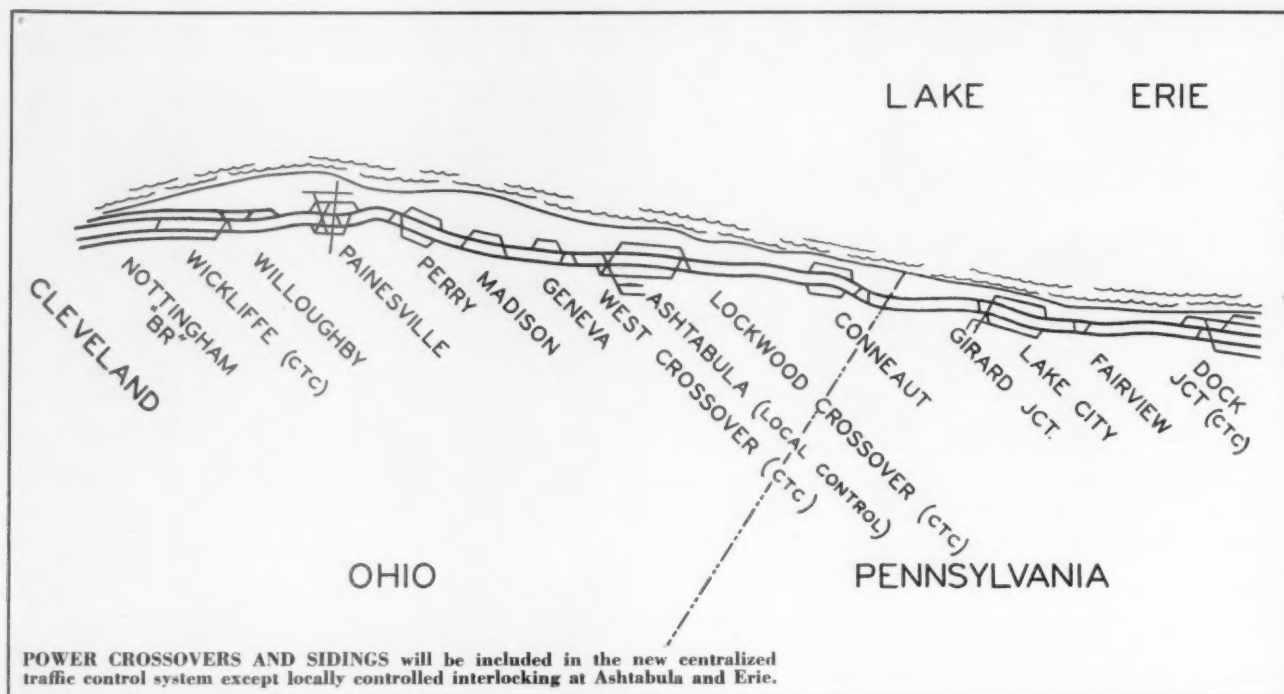 LAKE ERIE
CLEVELAND
NOTTINGHAM
"BR"
WICKLIFFE (CTC)
WILLOUGHBY
PAINESVILLE
PERRY
MADISON
GENEVA
WEST CROSSOVER (CTC)
ASHTABULA (LOCAL CONTROL)
LOCKWOOD CROSSOVER (CTC)
CONNEAUT
GIRARD JCT.
LAKE CITY
FAIRVIEW
DOCK
JCT (CTC)
OHIO
PENNSYLVANIA
POWER CROSSOVERS AND SIDINGS will be included in the new centralized
traffic control system except locally controlled interlocking at Ashtabula and Erie.